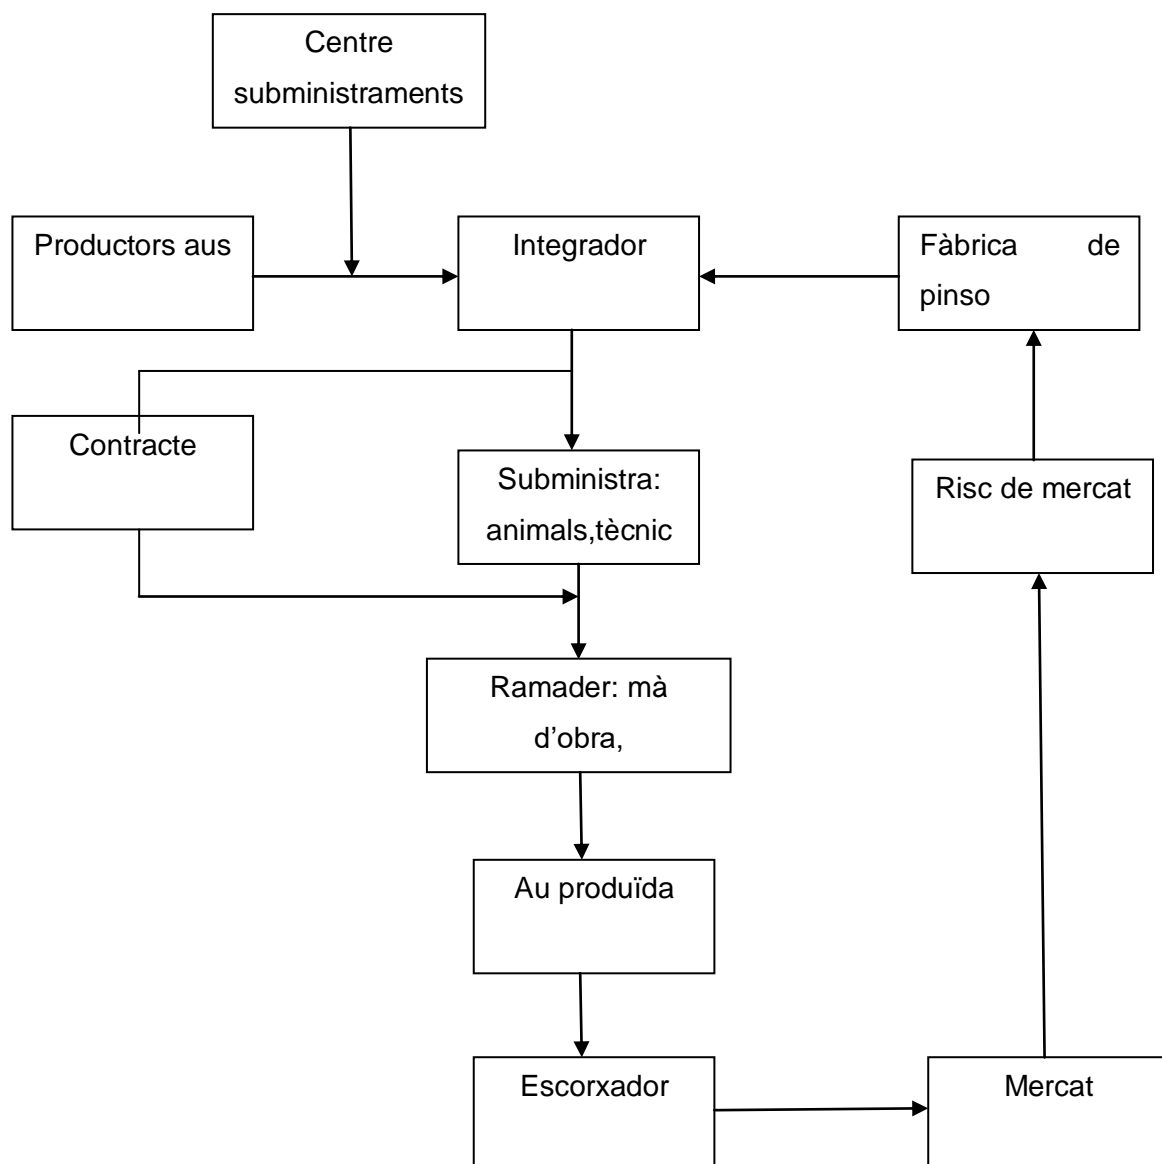 Centre
subministraments
Productors aus
Integrador
Fàbrica de
pinso
Contracte
Subministra:
animals,tècnic
Risc de mercat
Ramader: mà
d’obra,
Au produïda
Escorxador
Mercat